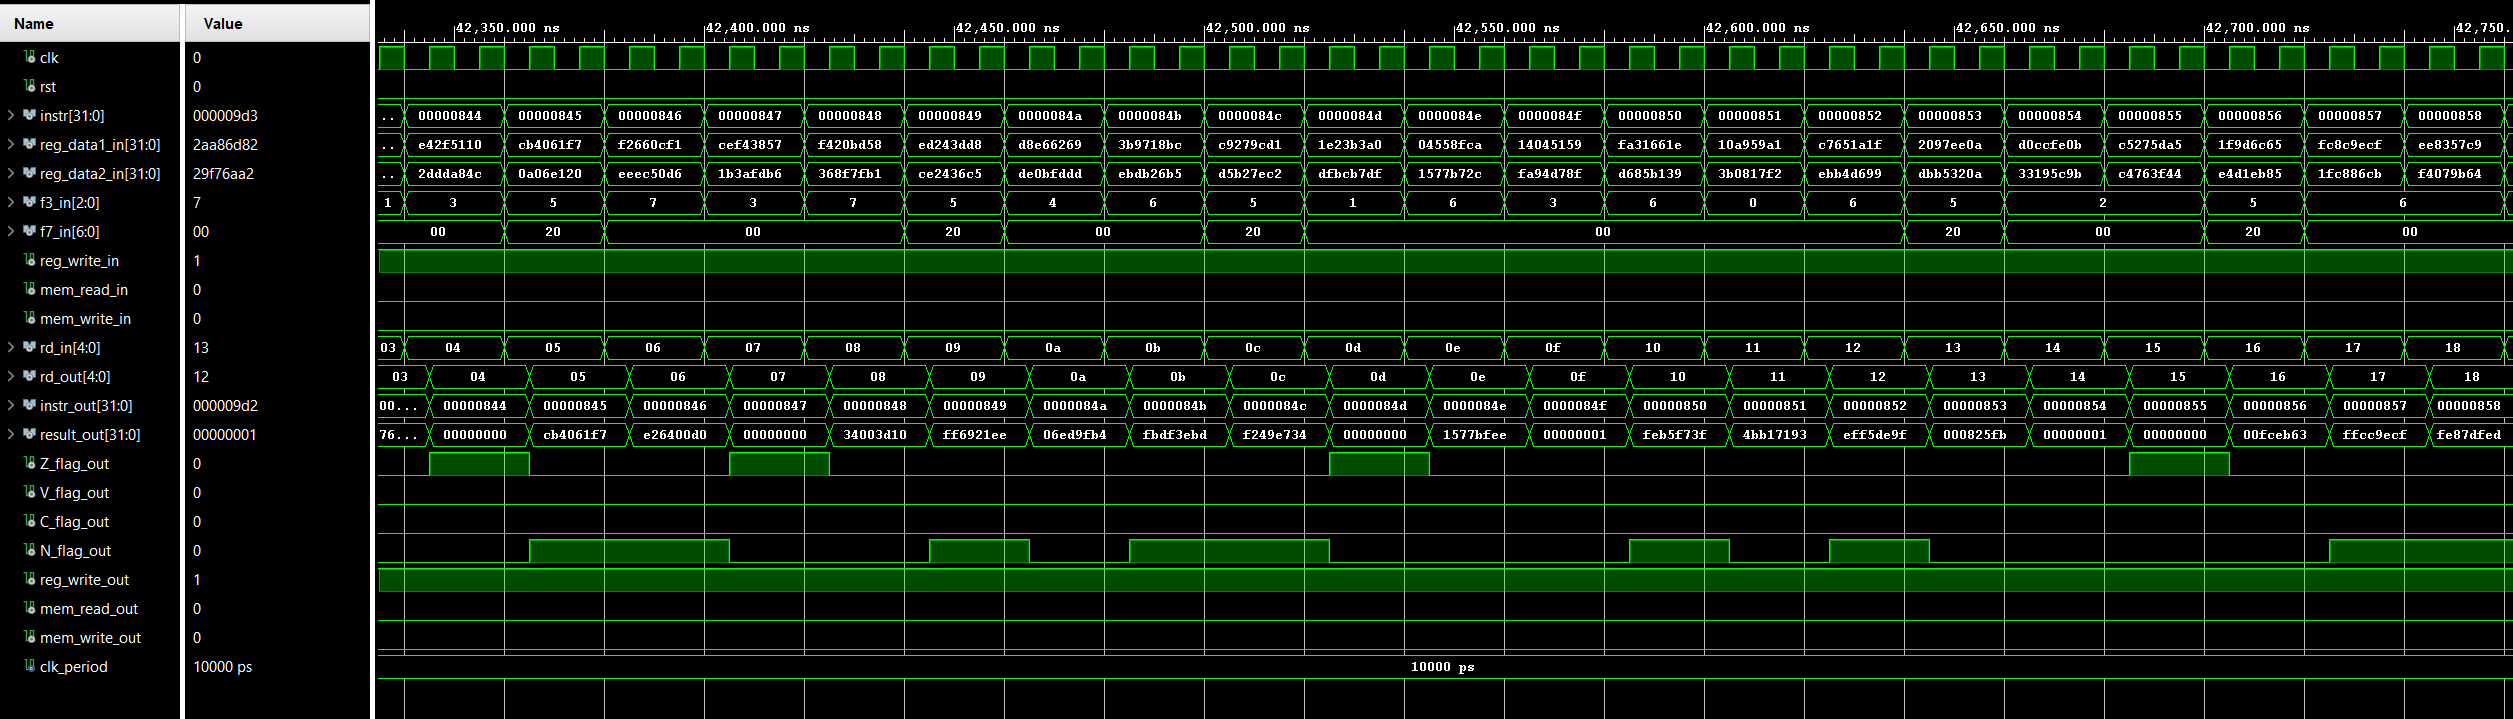 Name Value
42,350.000 ns 42,400.000 ns 42,450.000 ns 42,500.000 ns 42,550.000 ns 42,600.000 ns 42,650.000 ns 42,700.000 ns 42,750.
clk 0
rst 0
instr[31:0] 000009d3 .. 00000844 00000845 00000846 00000847 00000848 00000849 0000084a 0000084b 0000084c 0000084d 0000084e 0000084f 00000850 00000851 00000852 00000853 00000854 00000855 00000856 00000857 00000858
reg_data1_in[31:0] 2aa86d82 .. e42f5110 cb4061f7 f2660cf1 cef43857 f420bd58 ed243dd8 d8e66269 3b9718bc c9279cd1 1e23b3a0 04558fca 14045159 fa31661e 10a959a1 c7651a1f 2097ee0a d0ccfe0b c5275da5 1f9d6c65 fc8c9ecf ee8357c9
reg_data2_in[31:0] 29f76aa2 .. 2ddda84c 0a06e120 eeec50d6 1b3afdb6 368f7fb1 ce2436c5 de0bfddd ebdb26b5 d5b27ec2 dfbcb7df 1577b72c fa94d78f d685b139 3b0817f2 ebb4d699 dbb5320a 33195c9b c4763f44 e4d1eb85 1fc886cb f4079b64
f3_in[2:0] 7 1 3 5 7 3 7 5 4 6 5 1 6 3 6 0 6 5 2 5 6
f7_in[6:0] 00 00 20 00 20 00 20 00 20 00 20 00
reg_write_in 1
mem_read_in 0
mem_write_in 0
rd_in[4:0] 13 03 04 05 06 07 08 09 0a 0b 0c 0d 0e 0f 10 11 12 13 14 15 16 17 18
rd_out[4:0] 12 03 04 05 06 07 08 09 0a 0b 0c 0d 0e 0f 10 11 12 13 14 15 16 17 18
instr_out[31:0] 000009d2 00... 00000844 00000845 00000846 00000847 00000848 00000849 0000084a 0000084b 0000084c 0000084d 0000084e 0000084f 00000850 00000851 00000852 00000853 00000854 00000855 00000856 00000857 00000858
result_out[31:0] 00000001 76... 00000000 cb4061f7 e26400d0 00000000 34003d10 ff6921ee 06ed9fb4 fbdf3ebd f249e734 00000000 1577bfee 00000001 feb5f73f 4bb17193 eff5de9f 000825fb 00000001 00000000 00fceb63 ffcc9ecf fe87dfed
Z_flag_out 0
V_flag_out 0
C_flag_out 0
N_flag_out 0
reg_write_out 1
mem_read_out 0
mem_write_out 0
clk_period 10000 ps 10000 ps